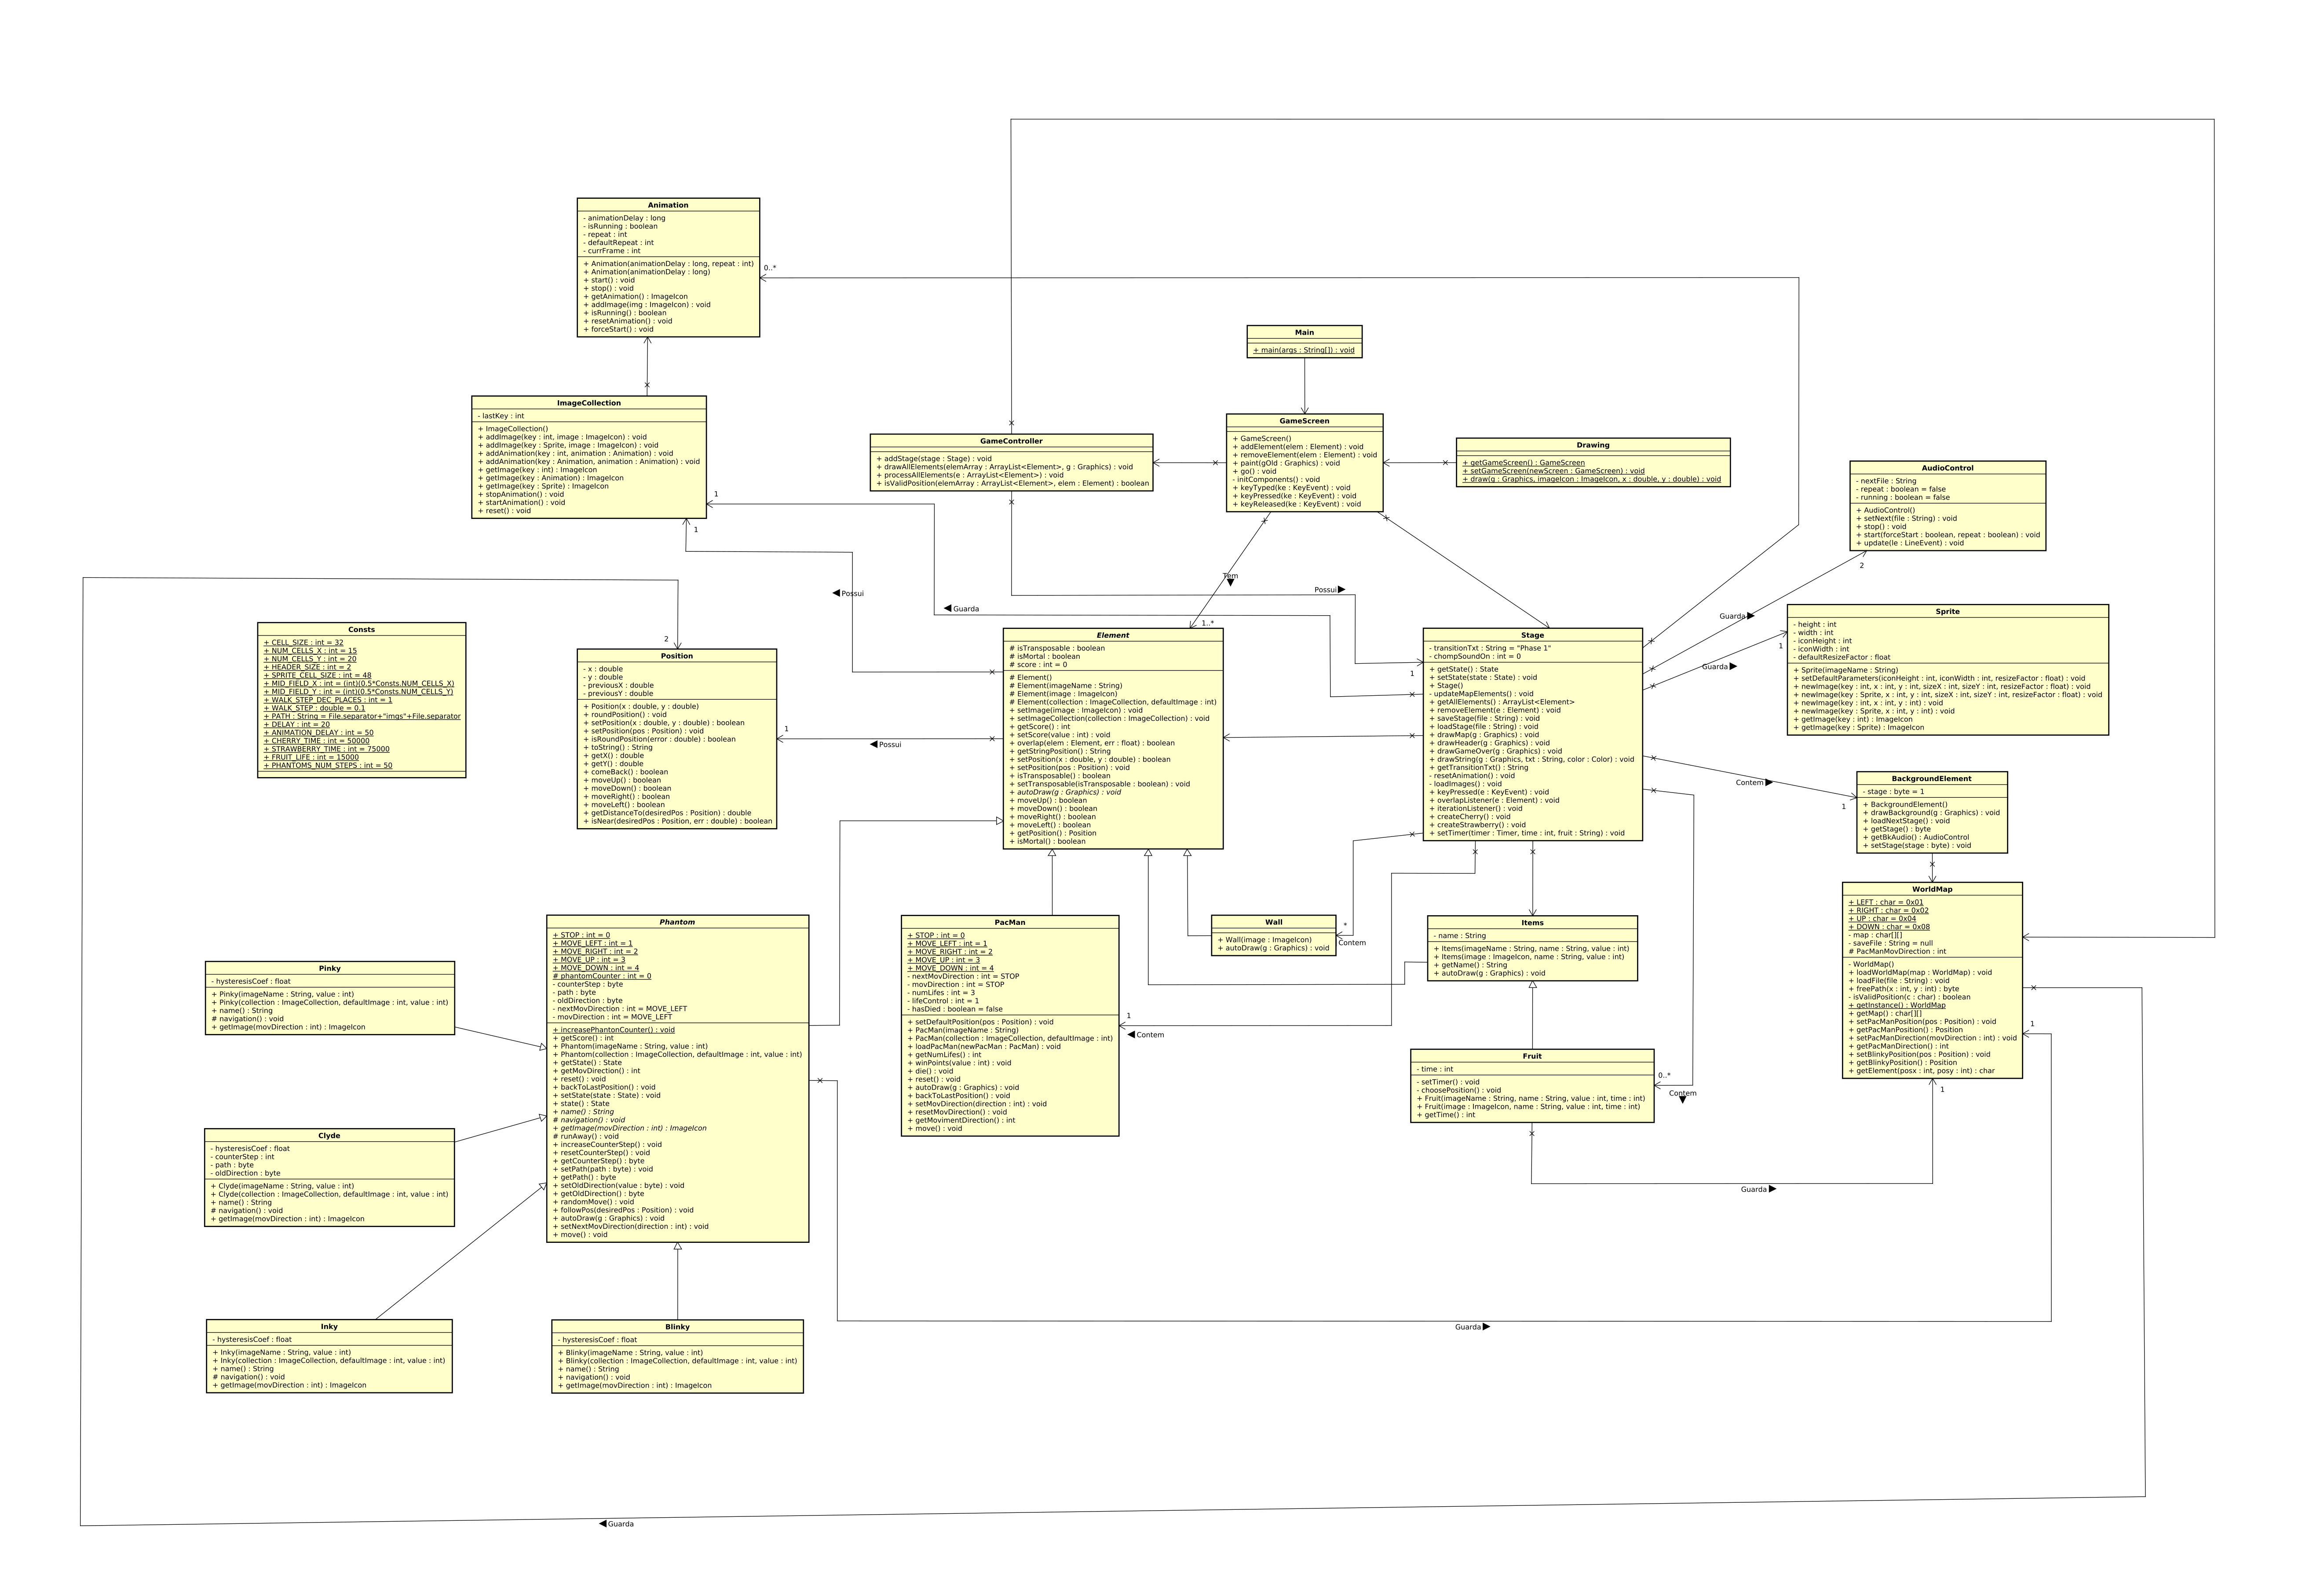 Animation
- animationDelay : long
- isRunning : boolean
- repeat : int
- defaultRepeat : int
- currFrame : int
+ Animation(animationDelay : long, repeat : int)
+ Animation(animationDelay : long)
+ start() : void
+ stop() : void
+ getAnimation() : ImageIcon
+ addImage(img : ImageIcon) : void
+ isRunning() : boolean
+ resetAnimation() : void
+ forceStart() : void
0..*
Main
+ main(args : String[]) : void
ImageCollection
- lastKey : int
+ ImageCollection()
+ addImage(key : int, image : ImageIcon) : void
+ addImage(key : Sprite, image : ImageIcon) : void
+ addAnimation(key : int, animation : Animation) : void
+ addAnimation(key : Animation, animation : Animation) : void
+ getImage(key : int) : ImageIcon
+ getImage(key : Animation) : ImageIcon
+ getImage(key : Sprite) : ImageIcon
+ stopAnimation() : void
+ startAnimation() : void
+ reset() : void
1
1
GameController
+ addStage(stage : Stage) : void
+ drawAllElements(elemArray : ArrayList<Element>, g : Graphics) : void
+ processAllElements(e : ArrayList<Element>) : void
+ isValidPosition(elemArray : ArrayList<Element>, elem : Element) : boolean
GameScreen
+ GameScreen()
+ addElement(elem : Element) : void
+ removeElement(elem : Element) : void
+ paint(gOld : Graphics) : void
+ go() : void
- initComponents() : void
+ keyTyped(ke : KeyEvent) : void
+ keyPressed(ke : KeyEvent) : void
+ keyReleased(ke : KeyEvent) : void
Drawing
+ getGameScreen() : GameScreen
+ setGameScreen(newScreen : GameScreen) : void
+ draw(g : Graphics, imageIcon : ImageIcon, x : double, y : double) : void
AudioControl
- nextFile : String
- repeat : boolean = false
- running : boolean = false
+ AudioControl()
+ setNext(file : String) : void
+ stop() : void
+ start(forceStart : boolean, repeat : boolean) : void
+ update(le : LineEvent) : void
2
Tem
Possui
Possui
Guarda
Guarda
1..*
Consts
+ CELL_SIZE : int = 32
+ NUM_CELLS_X : int = 15
+ NUM_CELLS_Y : int = 20
+ HEADER_SIZE : int = 2
+ SPRITE_CELL_SIZE : int = 48
+ MID_FIELD_X : int = (int)(0.5*Consts.NUM_CELLS_X)
+ MID_FIELD_Y : int = (int)(0.5*Consts.NUM_CELLS_Y)
+ WALK_STEP_DEC_PLACES : int = 1
+ WALK_STEP : double = 0.1
+ PATH : String = File.separator+"imgs"+File.separator
+ DELAY : int = 20
+ ANIMATION_DELAY : int = 50
+ CHERRY_TIME : int = 50000
+ STRAWBERRY_TIME : int = 75000
+ FRUIT_LIFE : int = 15000
+ PHANTOMS_NUM_STEPS : int = 50
2
Position
- x : double
- y : double
- previousX : double
- previousY : double
+ Position(x : double, y : double)
+ roundPosition() : void
+ setPosition(x : double, y : double) : boolean
+ setPosition(pos : Position) : void
+ isRoundPosition(error : double) : boolean
+ toString() : String
+ getX() : double
+ getY() : double
+ comeBack() : boolean
+ moveUp() : boolean
+ moveDown() : boolean
+ moveRight() : boolean
+ moveLeft() : boolean
+ getDistanceTo(desiredPos : Position) : double
+ isNear(desiredPos : Position, err : double) : boolean
1
Possui
Element
# isTransposable : boolean
# isMortal : boolean
# score : int = 0
# Element()
# Element(imageName : String)
# Element(image : ImageIcon)
# Element(collection : ImageCollection, defaultImage : int)
+ setImage(image : ImageIcon) : void
+ setImageCollection(collection : ImageCollection) : void
+ getScore() : int
+ setScore(value : int) : void
+ overlap(elem : Element, err : float) : boolean
+ getStringPosition() : String
+ setPosition(x : double, y : double) : boolean
+ setPosition(pos : Position) : void
+ isTransposable() : boolean
+ setTransposable(isTransposable : boolean) : void
+ autoDraw(g : Graphics) : void
+ moveUp() : boolean
+ moveDown() : boolean
+ moveRight() : boolean
+ moveLeft() : boolean
+ getPosition() : Position
+ isMortal() : boolean
1
Stage
- transitionTxt : String = "Phase 1"
- chompSoundOn : int = 0
+ getState() : State
+ setState(state : State) : void
+ Stage()
- updateMapElements() : void
+ getAllElements() : ArrayList<Element>
+ removeElement(e : Element) : void
+ saveStage(file : String) : void
+ loadStage(file : String) : void
+ drawMap(g : Graphics) : void
+ drawHeader(g : Graphics) : void
+ drawGameOver(g : Graphics) : void
+ drawString(g : Graphics, txt : String, color : Color) : void
+ getTransitionTxt() : String
- resetAnimation() : void
- loadImages() : void
+ keyPressed(e : KeyEvent) : void
+ overlapListener(e : Element) : void
+ iterationListener() : void
+ createCherry() : void
+ createStrawberry() : void
+ setTimer(timer : Timer, time : int, fruit : String) : void
Guarda
1
Sprite
- height : int
- width : int
- iconHeight : int
- iconWidth : int
- defaultResizeFactor : float
+ Sprite(imageName : String)
+ setDefaultParameters(iconHeight : int, iconWidth : int, resizeFactor : float) : void
+ newImage(key : int, x : int, y : int, sizeX : int, sizeY : int, resizeFactor : float) : void
+ newImage(key : Sprite, x : int, y : int, sizeX : int, sizeY : int, resizeFactor : float) : void
+ newImage(key : int, x : int, y : int) : void
+ newImage(key : Sprite, x : int, y : int) : void
+ getImage(key : int) : ImageIcon
+ getImage(key : Sprite) : ImageIcon
Contem
1
BackgroundElement
- stage : byte = 1
+ BackgroundElement()
+ drawBackground(g : Graphics) : void
+ loadNextStage() : void
+ getStage() : byte
+ getBkAudio() : AudioControl
+ setStage(stage : byte) : void
WorldMap
+ LEFT : char = 0x01
+ RIGHT : char = 0x02
+ UP : char = 0x04
+ DOWN : char = 0x08
- map : char[][]
- saveFile : String = null
# PacManMovDirection : int
- WorldMap()
+ loadWorldMap(map : WorldMap) : void
+ loadFile(file : String) : void
+ freePath(x : int, y : int) : byte
- isValidPosition(c : char) : boolean
+ getInstance() : WorldMap
+ getMap() : char[][]
+ setPacManPosition(pos : Position) : void
+ getPacManPosition() : Position
+ setPacManDirection(movDirection : int) : void
+ getPacManDirection() : int
+ setBlinkyPosition(pos : Position) : void
+ getBlinkyPosition() : Position
+ getElement(posx : int, posy : int) : char
1
1
Phantom
+ STOP : int = 0
+ MOVE_LEFT : int = 1
+ MOVE_RIGHT : int = 2
+ MOVE_UP : int = 3
+ MOVE_DOWN : int = 4
# phantomCounter : int = 0
- counterStep : byte
- path : byte
- oldDirection : byte
- nextMovDirection : int = MOVE_LEFT
- movDirection : int = MOVE_LEFT
+ increasePhantonCounter() : void
+ getScore() : int
+ Phantom(imageName : String, value : int)
+ Phantom(collection : ImageCollection, defaultImage : int, value : int)
+ getState() : State
+ getMovDirection() : int
+ reset() : void
+ backToLastPosition() : void
+ setState(state : State) : void
+ state() : State
+ name() : String
# navigation() : void
+ getImage(movDirection : int) : ImageIcon
# runAway() : void
+ increaseCounterStep() : void
+ resetCounterStep() : void
+ getCounterStep() : byte
+ setPath(path : byte) : void
+ getPath() : byte
+ setOldDirection(value : byte) : void
+ getOldDirection() : byte
+ randomMove() : void
+ followPos(desiredPos : Position) : void
+ autoDraw(g : Graphics) : void
+ setNextMovDirection(direction : int) : void
+ move() : void
PacMan
+ STOP : int = 0
+ MOVE_LEFT : int = 1
+ MOVE_RIGHT : int = 2
+ MOVE_UP : int = 3
+ MOVE_DOWN : int = 4
- nextMovDirection : int = STOP
- movDirection : int = STOP
- numLifes : int = 3
- lifeControl : int = 1
- hasDied : boolean = false
+ setDefaultPosition(pos : Position) : void
+ PacMan(imageName : String)
+ PacMan(collection : ImageCollection, defaultImage : int)
+ loadPacMan(newPacMan : PacMan) : void
+ getNumLifes() : int
+ winPoints(value : int) : void
+ die() : void
+ reset() : void
+ autoDraw(g : Graphics) : void
+ backToLastPosition() : void
+ setMovDirection(direction : int) : void
+ resetMovDirection() : void
+ getMovimentDirection() : int
+ move() : void
1
Contem
Wall
+ Wall(image : ImageIcon)
+ autoDraw(g : Graphics) : void
*
Contem
Items
- name : String
+ Items(imageName : String, name : String, value : int)
+ Items(image : ImageIcon, name : String, value : int)
+ getName() : String
+ autoDraw(g : Graphics) : void
Fruit
- time : int
- setTimer() : void
- choosePosition() : void
+ Fruit(imageName : String, name : String, value : int, time : int)
+ Fruit(image : ImageIcon, name : String, value : int, time : int)
+ getTime() : int
0..*
Contem
Guarda
Pinky
- hysteresisCoef : float
+ Pinky(imageName : String, value : int)
+ Pinky(collection : ImageCollection, defaultImage : int, value : int)
+ name() : String
# navigation() : void
+ getImage(movDirection : int) : ImageIcon
Clyde
- hysteresisCoef : float
- counterStep : int
- path : byte
- oldDirection : byte
+ Clyde(imageName : String, value : int)
+ Clyde(collection : ImageCollection, defaultImage : int, value : int)
+ name() : String
# navigation() : void
+ getImage(movDirection : int) : ImageIcon
Inky
- hysteresisCoef : float
+ Inky(imageName : String, value : int)
+ Inky(collection : ImageCollection, defaultImage : int, value : int)
+ name() : String
# navigation() : void
+ getImage(movDirection : int) : ImageIcon
Blinky
- hysteresisCoef : float
+ Blinky(imageName : String, value : int)
+ Blinky(collection : ImageCollection, defaultImage : int, value : int)
+ name() : String
+ navigation() : void
+ getImage(movDirection : int) : ImageIcon
Guarda
Guarda